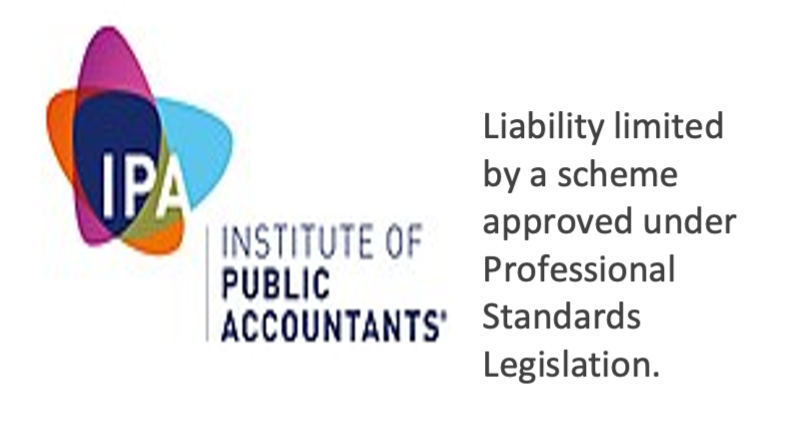 IPA
INSTITUTE OF
PUBLIC
ACCOUNTANTS®
Liability limited
by a scheme
approved under
Professional
Standards
Legislation.